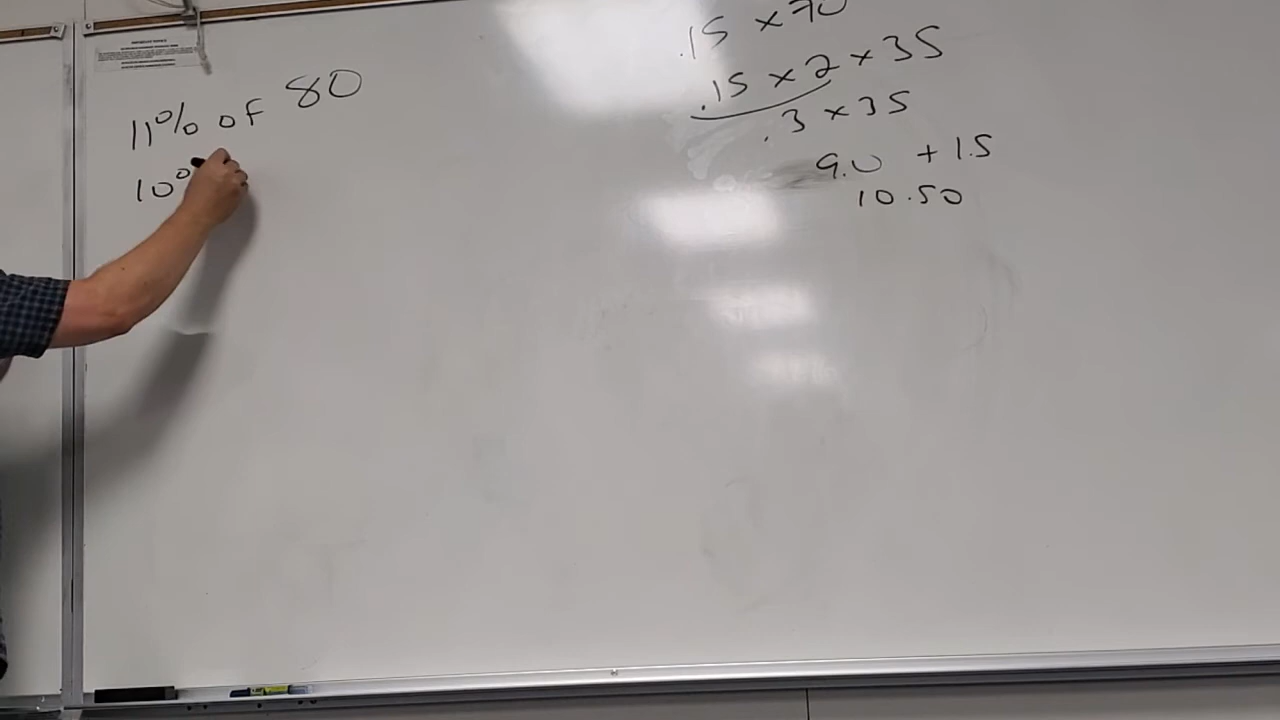 11% of 80
10%
.15 x 70
.15 x 2 x 35
.3 x 35
9.0 + 1.5
10.50